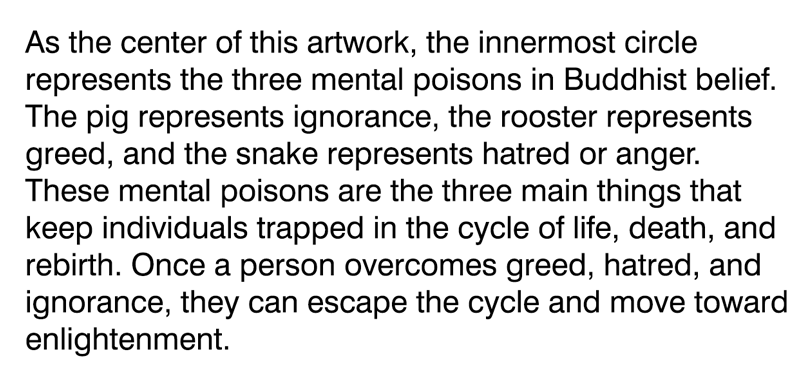 As the center of this artwork, the innermost circle
represents the three mental poisons in Buddhist belief.
The pig represents ignorance, the rooster represents
greed, and the snake represents hatred or anger.
These mental poisons are the three main things that
keep individuals trapped in the cycle of life, death, and
rebirth. Once a person overcomes greed, hatred, and
ignorance, they can escape the cycle and move toward
enlightenment.